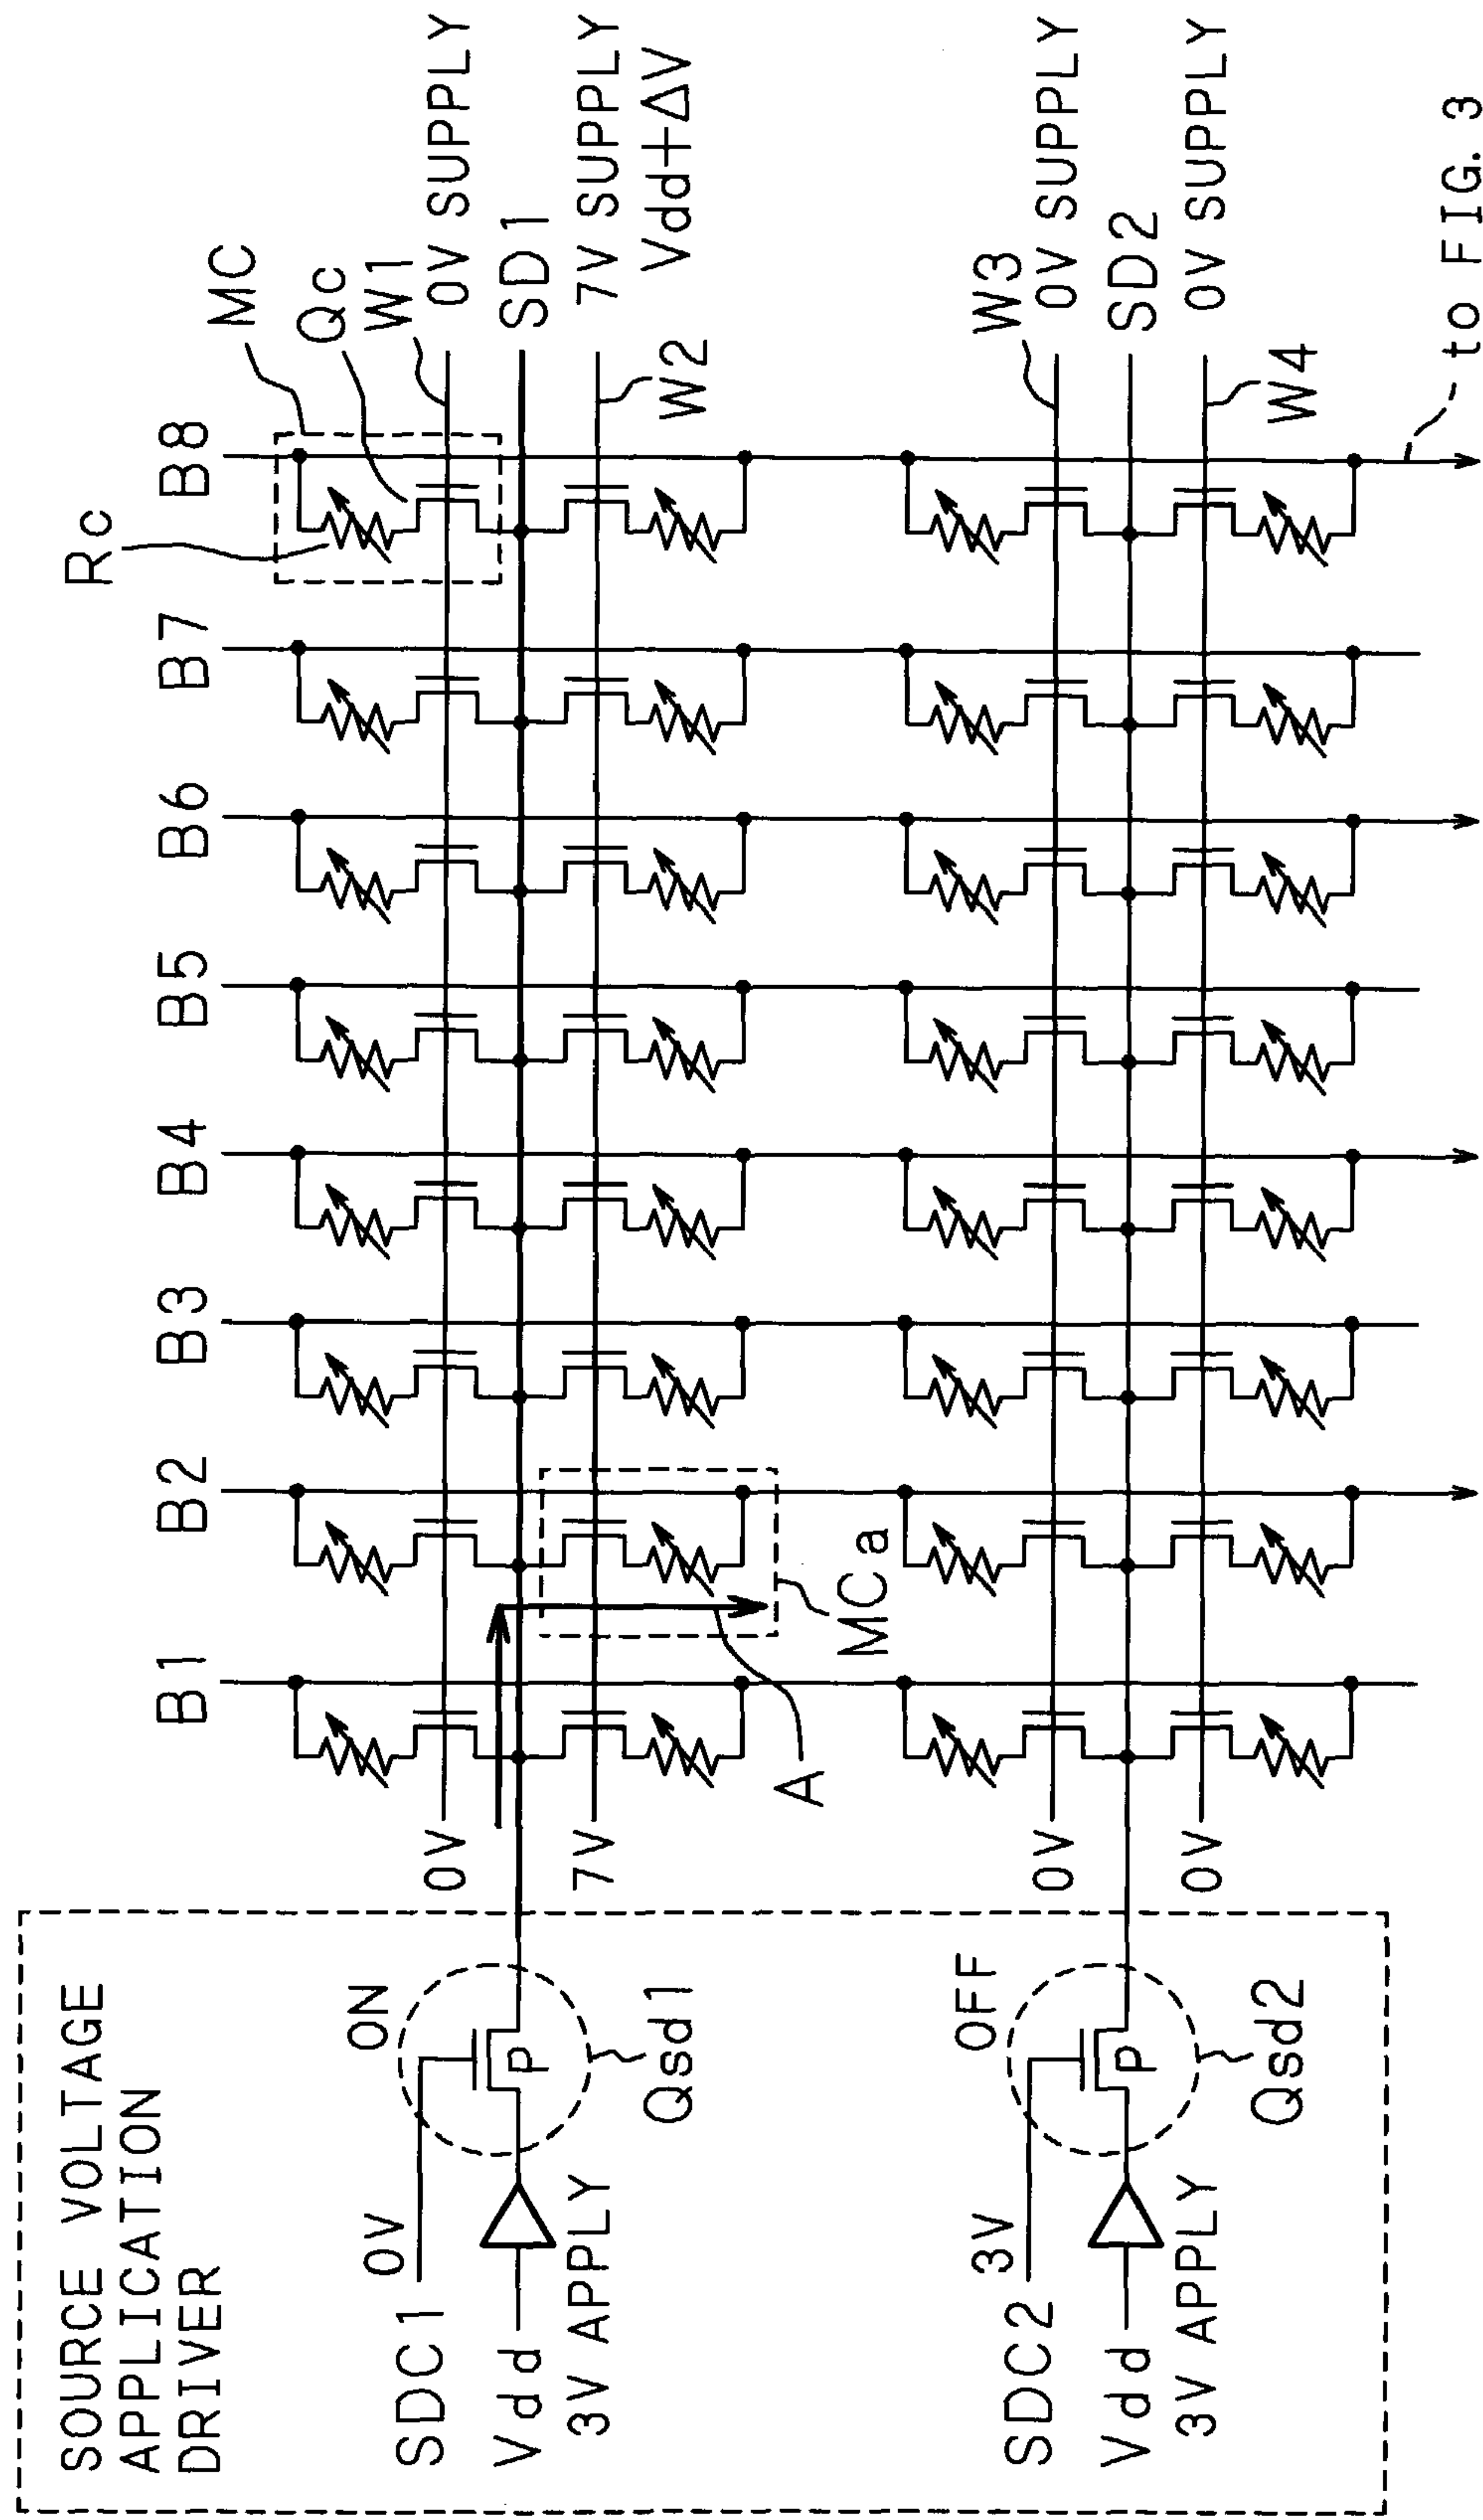 SOURCE VOLTAGE
APPLICATION
DRIVER
SDC1
0V
ON
Vdd
3V APPLY
P
Qsd1
SDC2
3V
OFF
Vdd
3V APPLY
P
Qsd2
B1
B2
B3
B4
B5
B6
B7
B8
Rc
MC
Qc
W1
0V
0V SUPPLY
SD1
7V
7V SUPPLY
Vdd+ΔV
W2
A
MCa
W3
0V
0V SUPPLY
SD2
0V
0V SUPPLY
W4
to FIG. 3